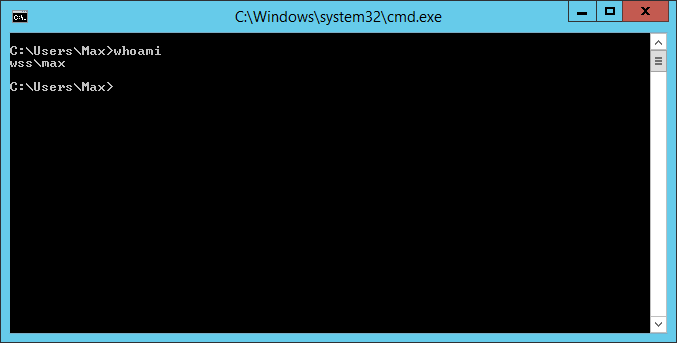 C:\Windows\system32\cmd.exe
C:\Users\Max>whoami
wss\max
C:\Users\Max>